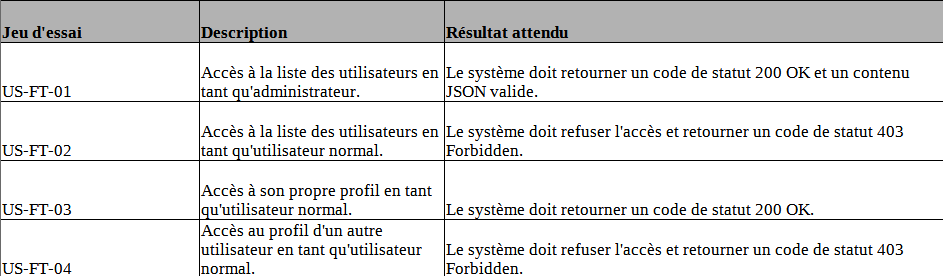 Jeu d'essai
Description
Résultat attendu
US-FT-01
Accès à la liste des utilisateurs en
tant qu'administrateur.
Le système doit retourner un code de statut 200 OK et un contenu
JSON valide.
US-FT-02
Accès à la liste des utilisateurs en
tant qu'utilisateur normal.
Le système doit refuser l'accès et retourner un code de statut 403
Forbidden.
US-FT-03
Accès à son propre profil en tant
qu'utilisateur normal.
Le système doit retourner un code de statut 200 OK.
US-FT-04
Accès au profil d'un autre
utilisateur en tant qu'utilisateur
normal.
Le système doit refuser l'accès et retourner un code de statut 403
Forbidden.